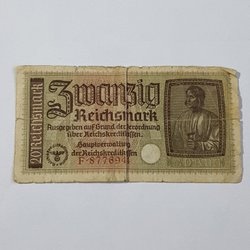 20 Reichsmark
Zwanzig
Reichsmark
Ausgegeben auf Grund der Verordnung
über Reichskreditkassen.
Hauptverwaltung
der Reichskreditkassen